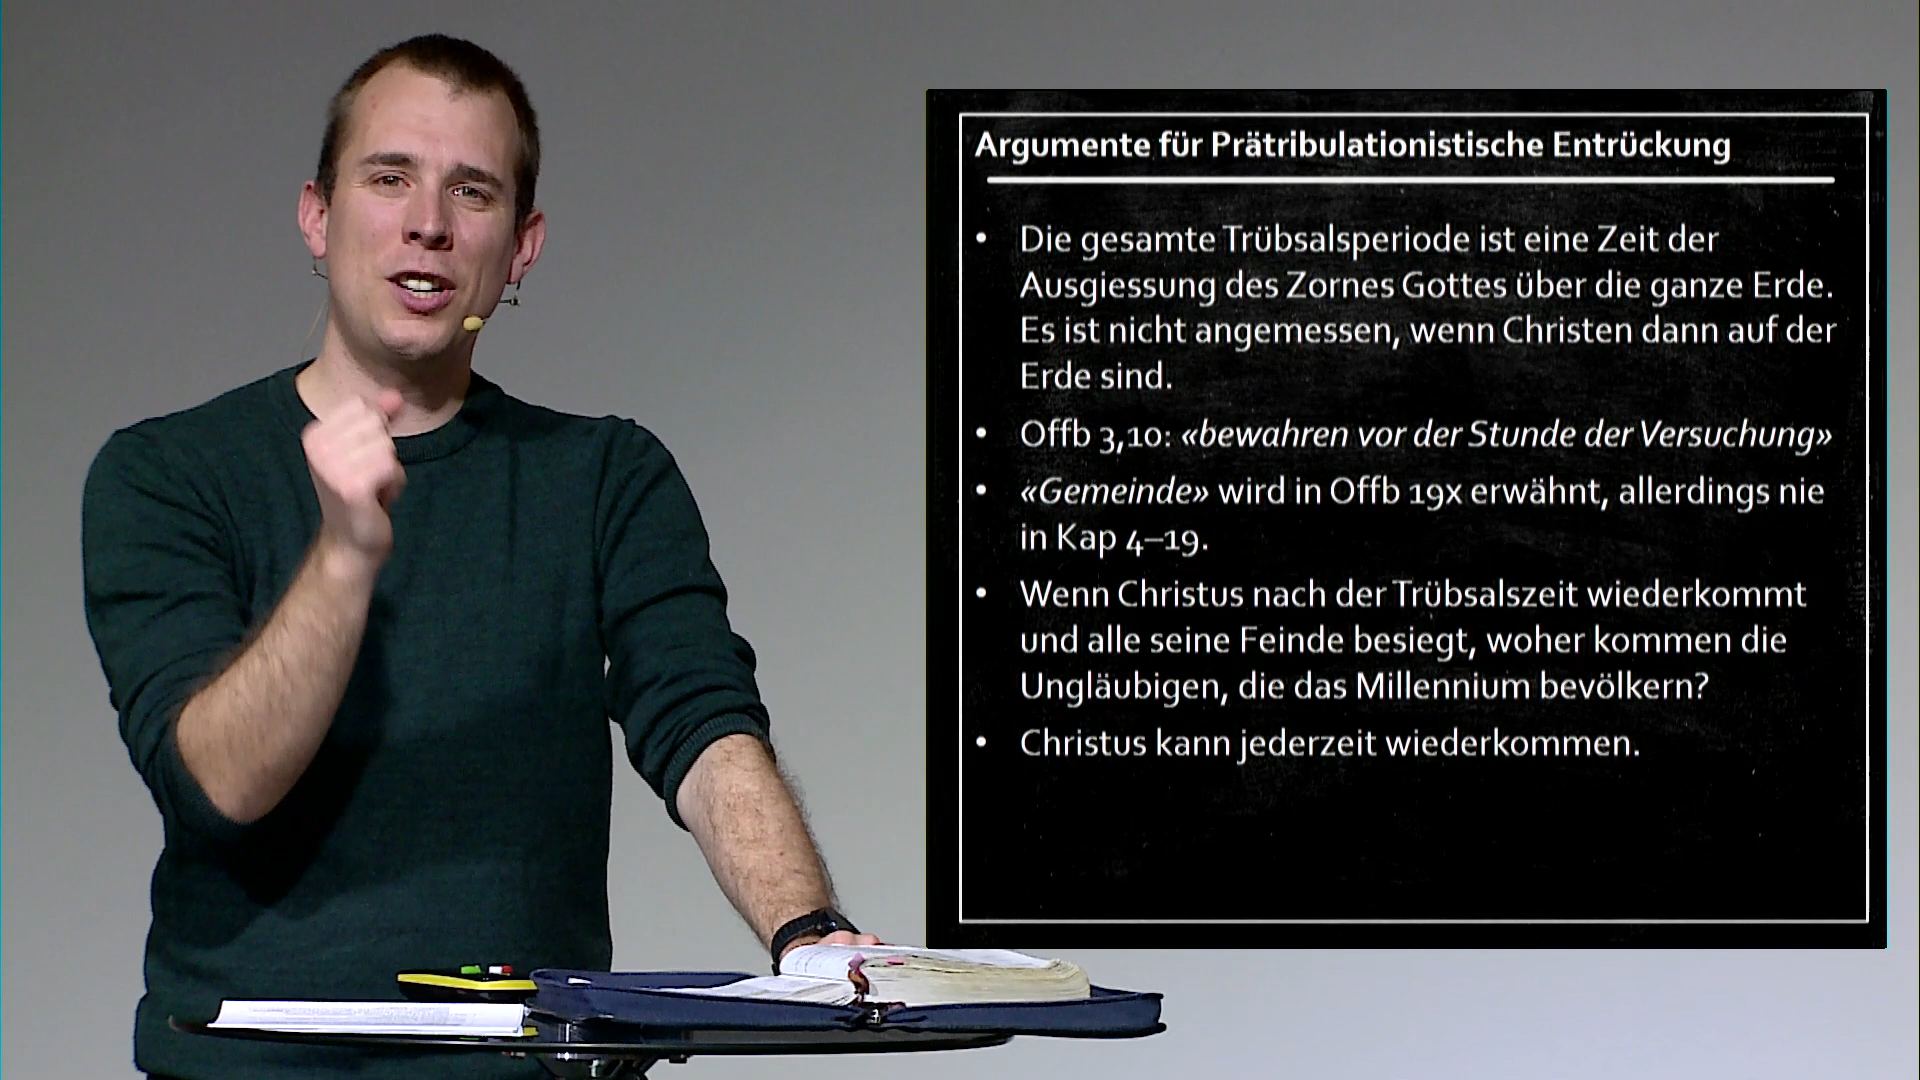 Argumente für Prätribulationistische Entrückung
• Die gesamte Trübsalsperiode ist eine Zeit der
Ausgiessung des Zornes Gottes über die ganze Erde.
Es ist nicht angemessen, wenn Christen dann auf der
Erde sind.
• Offb 3,10: «bewahren vor der Stunde der Versuchung»
• «Gemeinde» wird in Offb 19x erwähnt, allerdings nie
in Kap 4–19.
• Wenn Christus nach der Trübsalszeit wiederkommt
und alle seine Feinde besiegt, woher kommen die
Ungläubigen, die das Millennium bevölkern?
• Christus kann jederzeit wiederkommen.